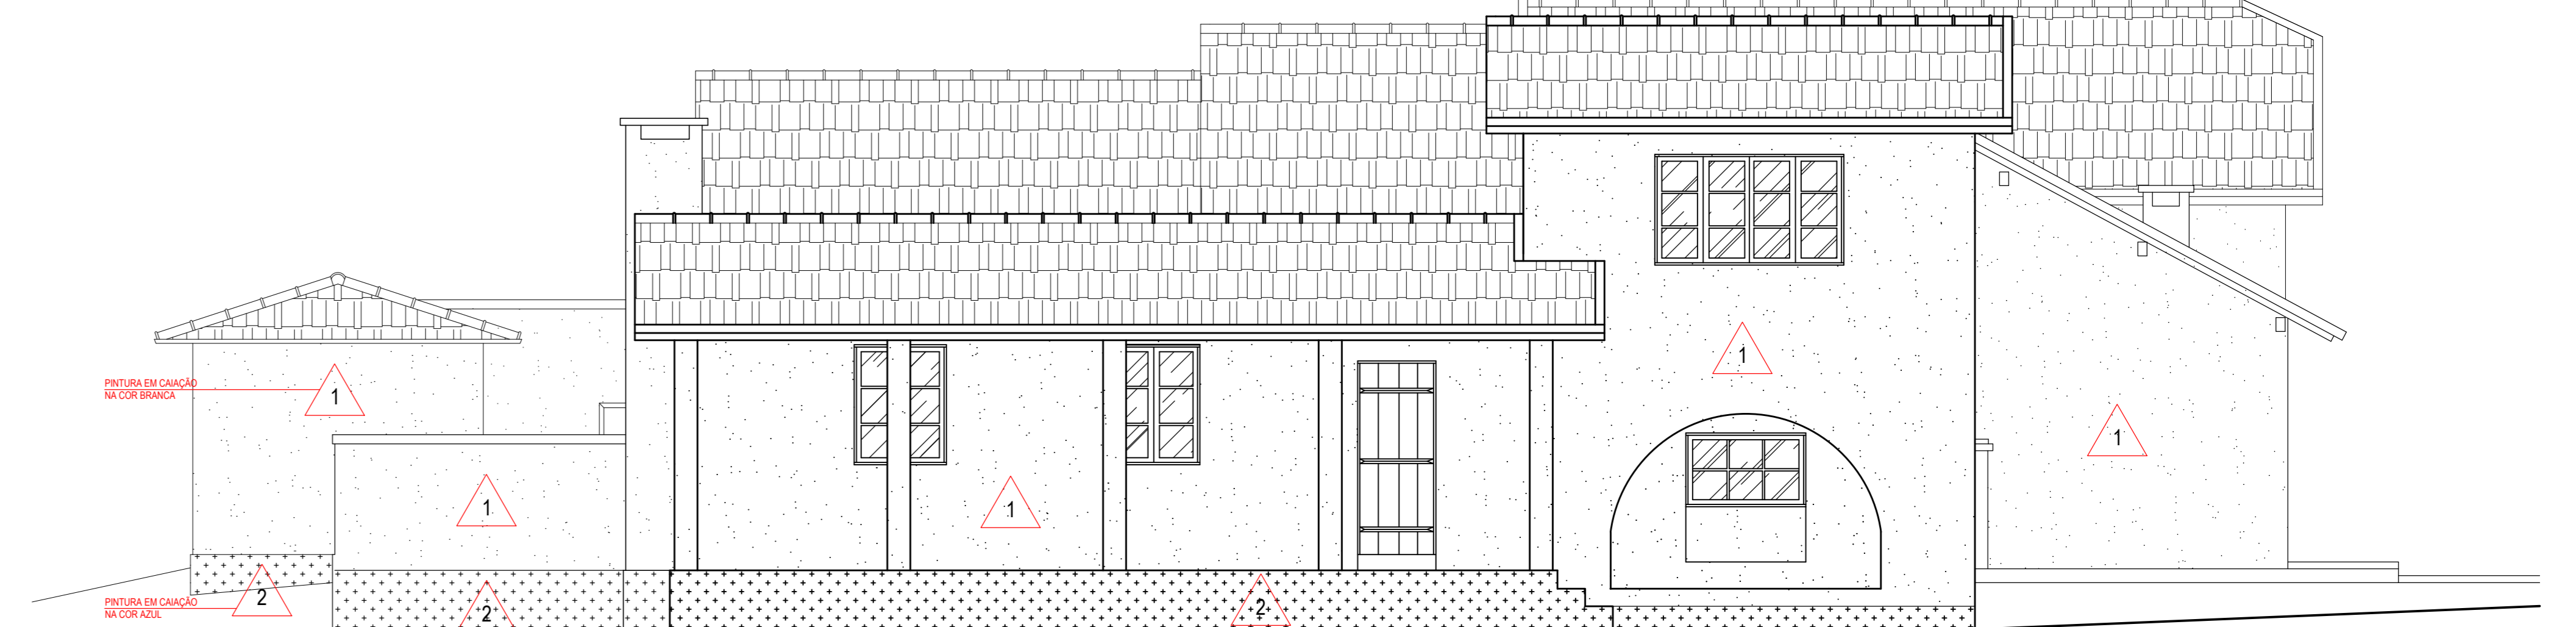 1
PINTURA EM CAIAÇÃO
NA COR BRANCA
1
1
1
1
PINTURA EM CAIAÇÃO
NA COR AZUL
2
2
2